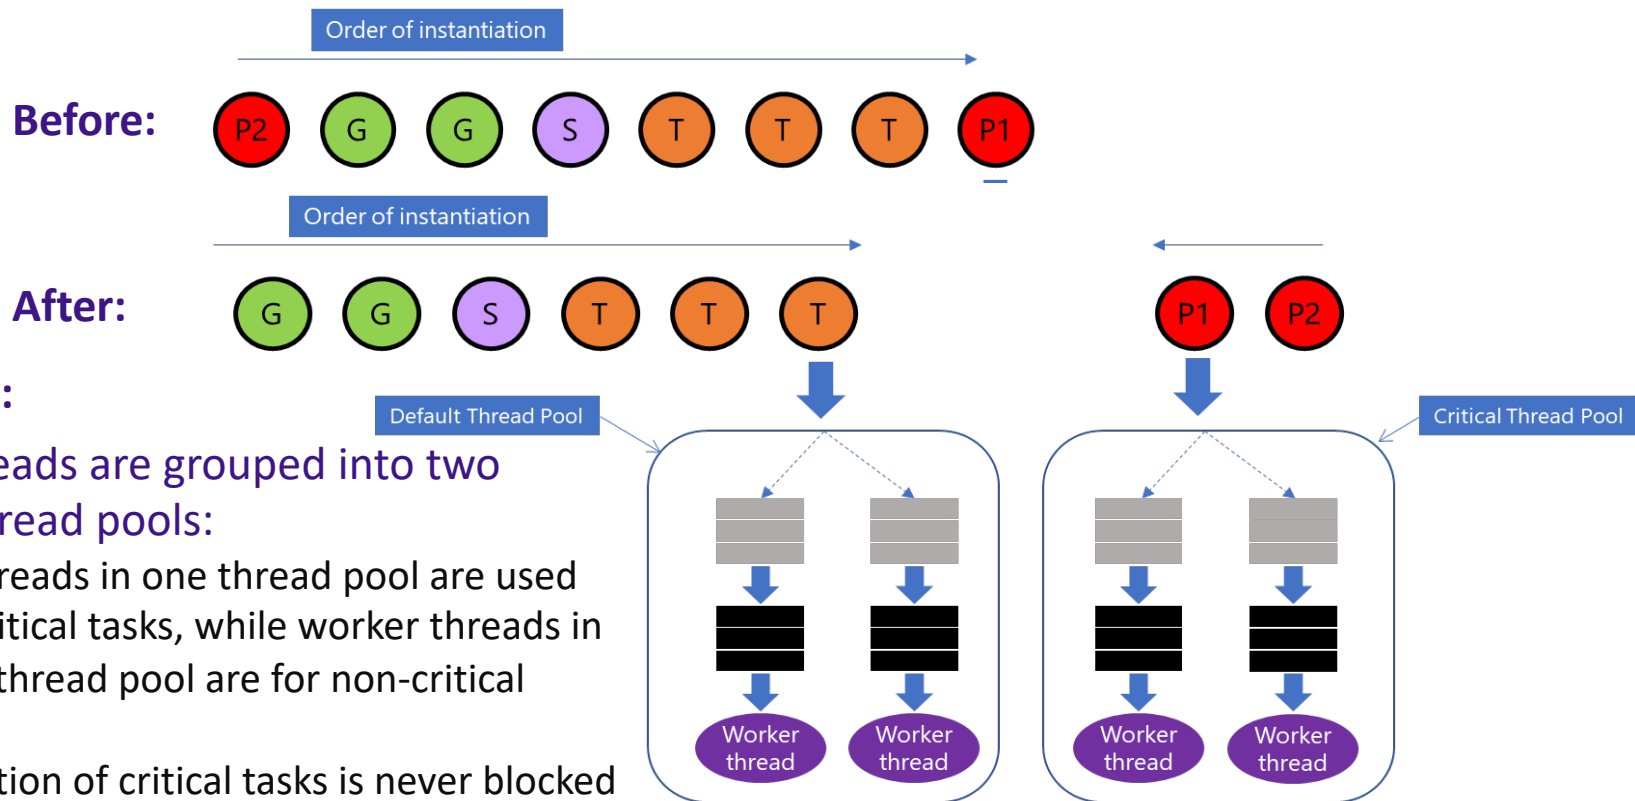 Order of instantiation
Before:
P2 G G S T T T P1
Order of instantiation
After:
G G S T T T P1 P2
:
Default Thread Pool
Critical Thread Pool
eads are grouped into two
read pools:
reads in one thread pool are used
itical tasks, while worker threads in
thread pool are for non-critical
Worker thread
Worker thread
Worker thread
Worker thread
tion of critical tasks is never blocked